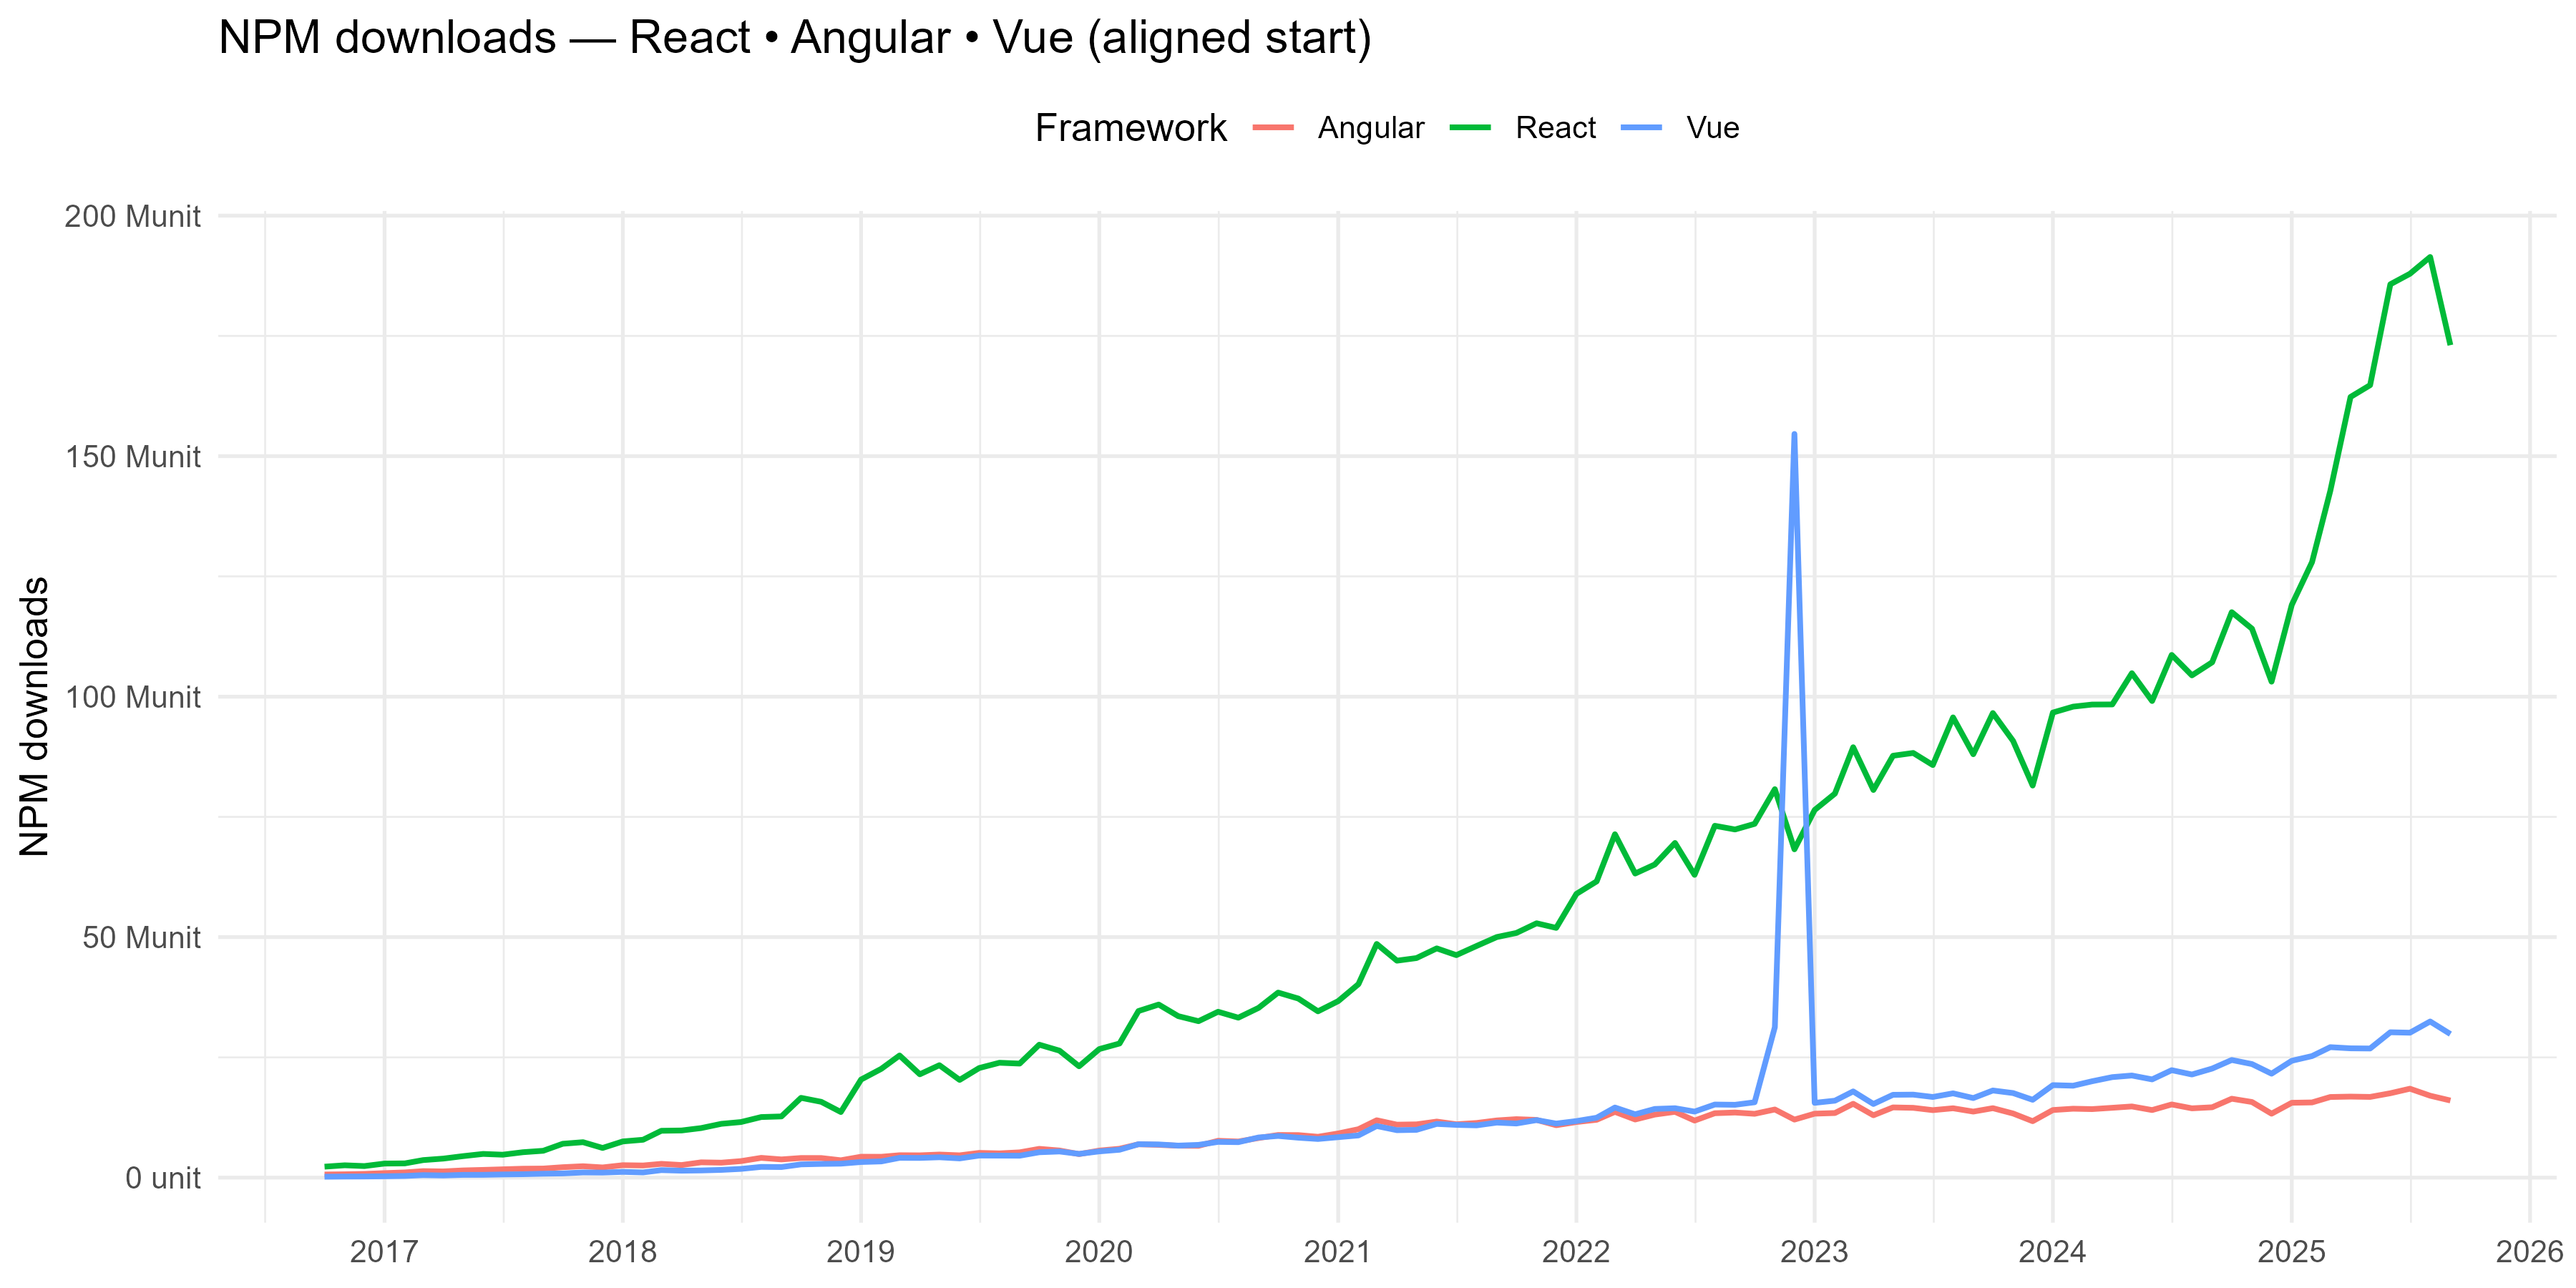 NPM downloads — React • Angular • Vue (aligned start)
Framework Angular React Vue
200 Munit
150 Munit
100 Munit
50 Munit
0 unit
NPM downloads
2017 2018 2019 2020 2021 2022 2023 2024 2025 2026